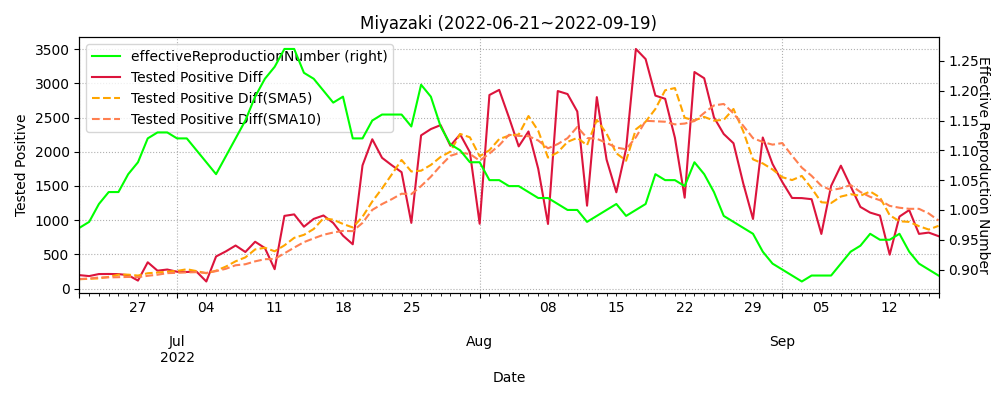 Miyazaki (2022-06-21~2022-09-19)
effectiveReproductionNumber (right)
Tested Positive Diff
Tested Positive Diff(SMA5)
Tested Positive Diff(SMA10)
Tested Positive
3500
3000
2500
2000
1500
1000
500
0
Effective Reproduction Number
1.25
1.20
1.15
1.10
1.05
1.00
0.95
0.90
27 04 11 18 25 08 15 22 29 05 12
Jul Aug Sep
2022
Date